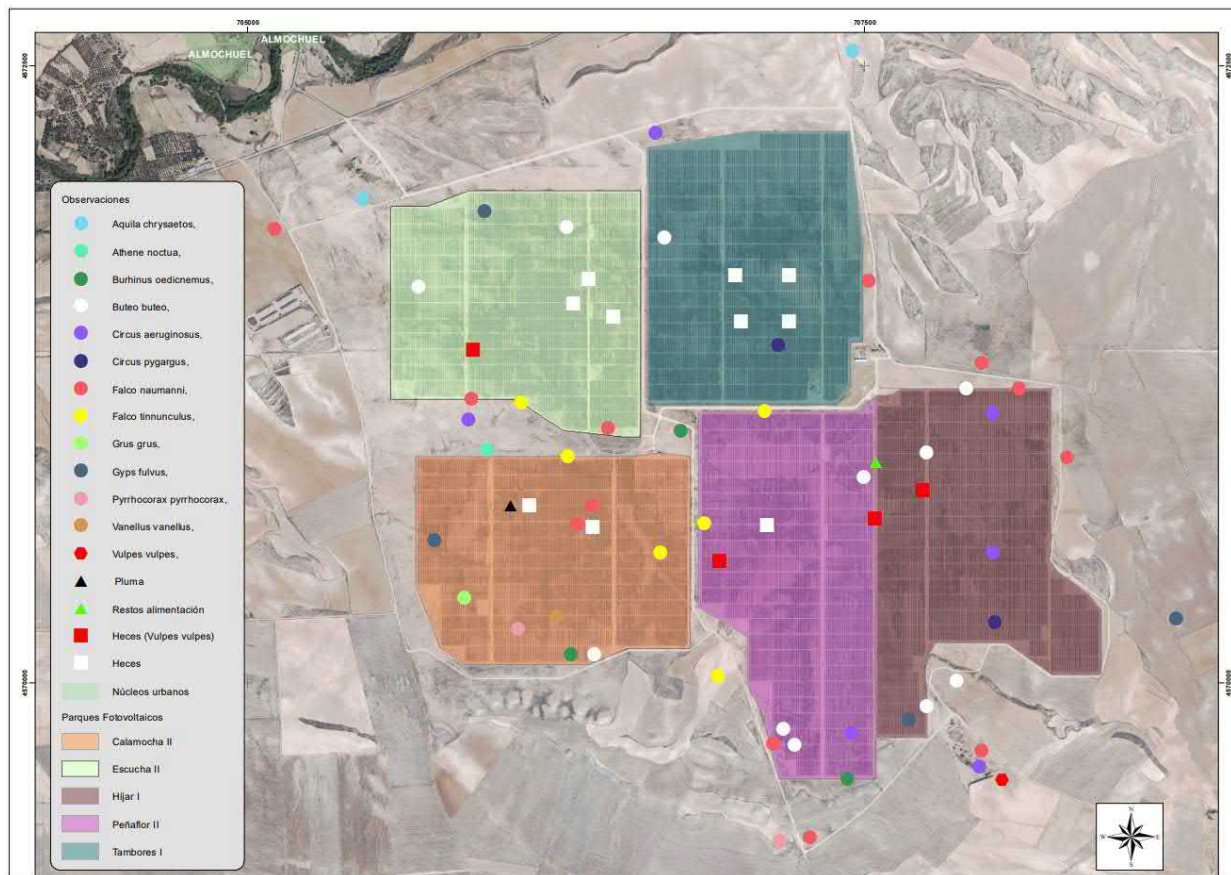 705000
707500
ALMOCHUEL
ALMOCHUEL
4572500
4572500
Observaciones
Aquila chrysaetos,
Athene noctua,
Burhinus oedicnemus,
Buteo buteo,
Circus aeruginosus,
Circus pygargus,
Falco naumanni,
Falco tinnunculus,
Grus grus,
Gyps fulvus,
Pyrrhocorax pyrrhocorax,
Vanellus vanellus,
Vulpes vulpes,
Pluma
Restos alimentación
Heces (Vulpes vulpes)
Heces
Núcleos urbanos
Parques Fotovoltaicos
Calamocha II
Escucha II
Híjar I
Peñaflor II
Tambores I
4570000
4570000
N
W
E
S